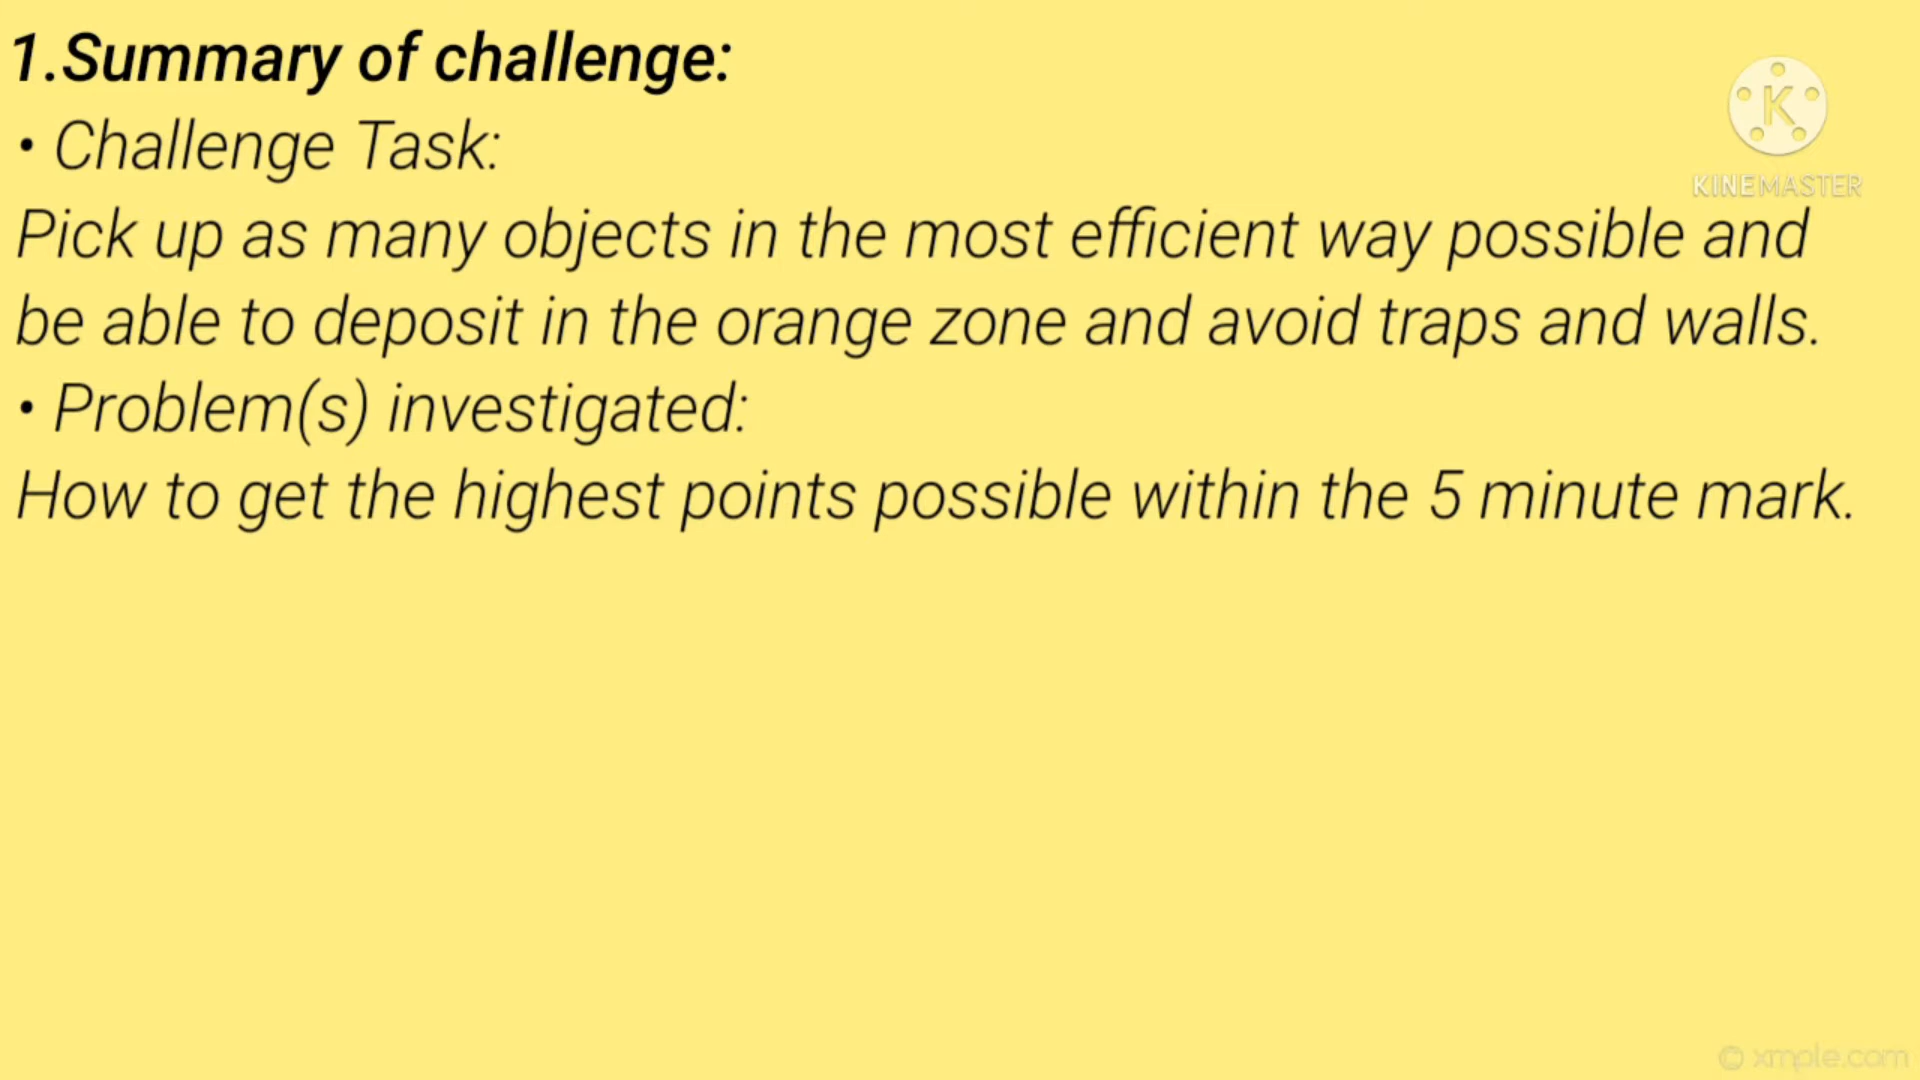 1.Summary of challenge:
• Challenge Task:
K
KINEMASTER
Pick up as many objects in the most efficient way possible and
be able to deposit in the orange zone and avoid traps and walls.
• Problem(s) investigated:
How to get the highest points possible within the 5 minute mark.
© xmple.com